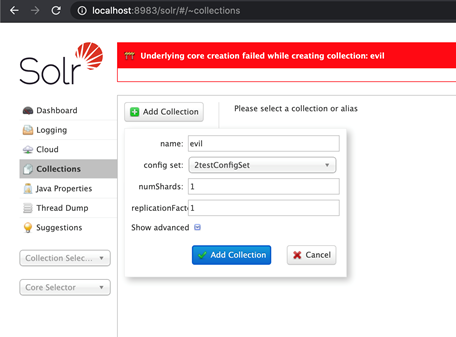 localhost:8983/solr/#/~collections
Underlying core creation failed while creating collection: evil
Solr
Dashboard
Logging
Cloud
Collections
Java Properties
Thread Dump
Suggestions
Collection Selec...
Core Selector
Add Collection
Please select a collection or alias
name: evil
config set: 2testConfigSet
numShards: 1
replicationFact 1
Show advanced
Add Collection Cancel